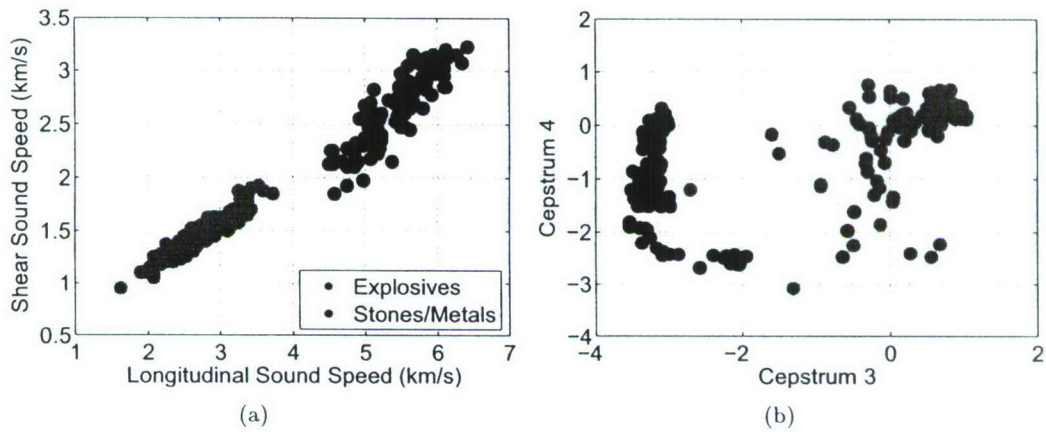 3.5
3
2.5
2
1.5
1
0.5
Shear Sound Speed (km/s)
Explosives
Stones/Metals
1 2 3 4 5 6 7
Longitudinal Sound Speed (km/s)
(a)
2
1
0
−1
−2
−3
−4
Cepstrum 4
−4 −2 0 2
Cepstrum 3
(b)